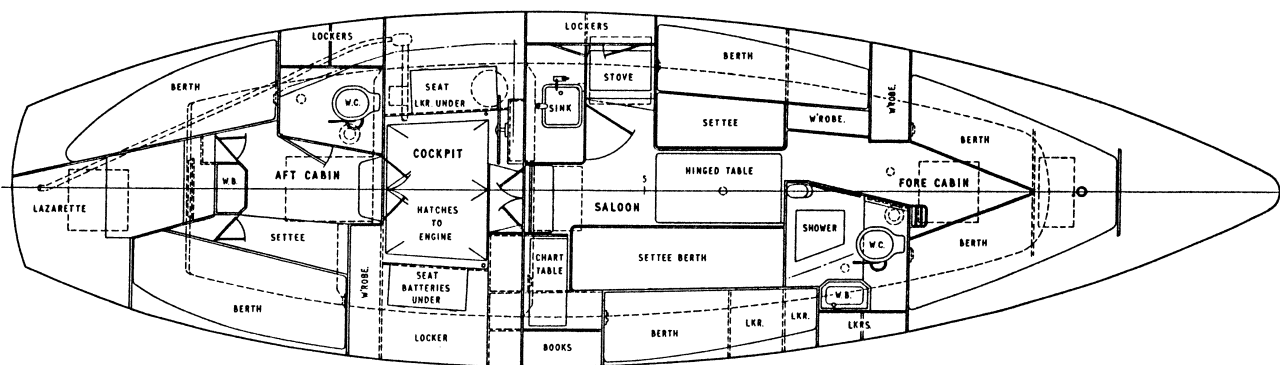 LOCKERS
BERTH
W.C.
SEAT
LKR. UNDER
COCKPIT
HATCHES
TO
ENGINE
AFT CABIN
W.B.
LAZARETTE
SETTEE
BERTH
W'ROBE.
SEAT
BATTERIES
UNDER
LOCKER
LOCKERS
STOVE
SINK
BERTH
SETTEE
W'ROBE.
W'ROBE.
HINGED TABLE
5
SALOON
CHART
TABLE
SETTEE BERTH
BOOKS
BERTH
LKR.
LKR.
LKRS.
SHOWER
W.C.
W.B.
BERTH
FORE CABIN
BERTH